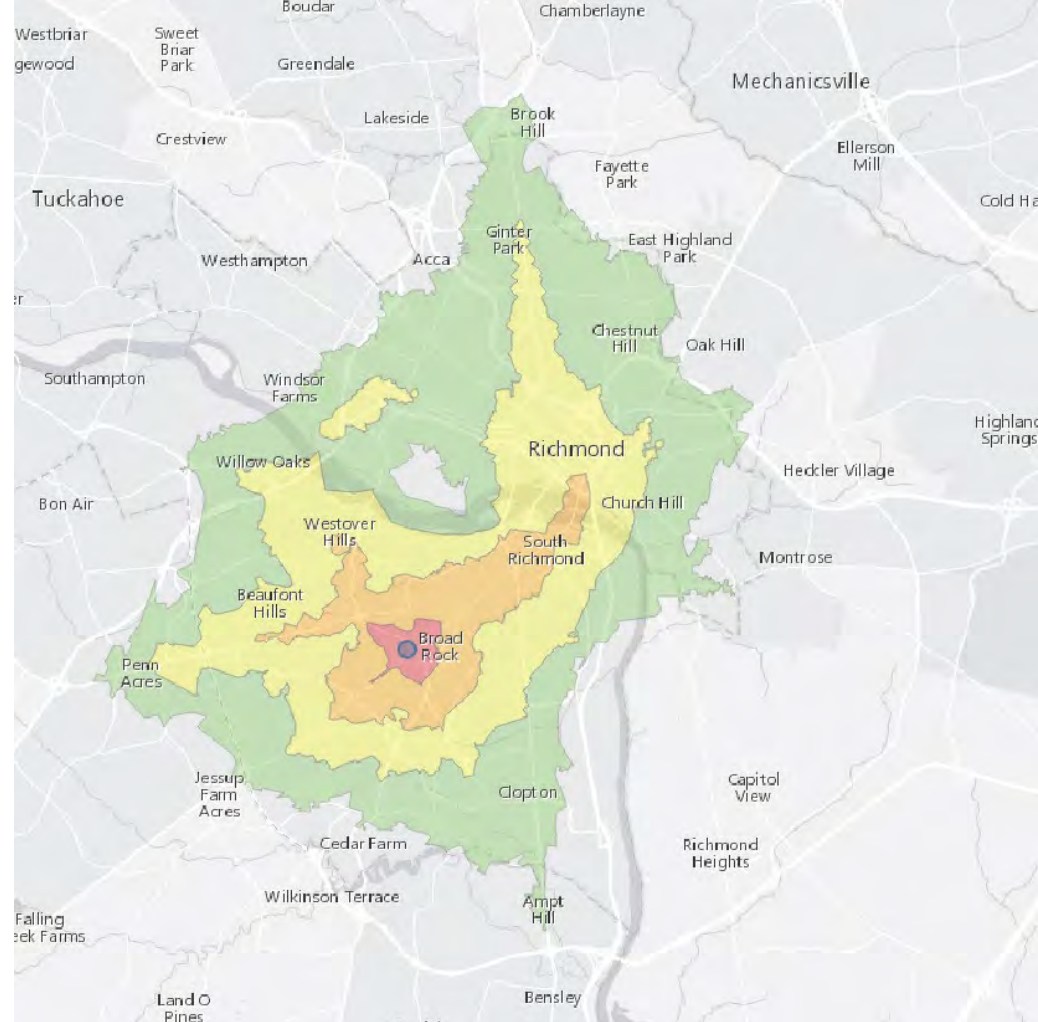 Boudar
Chamberlayne
Westbriar
Sweet
Briar
Park
gewood
Greendale
Mechanicsville
Lakeside
Brook
Hill
Crestview
Ellerson
Mill
Fayette
Park
Tuckahoe
Cold Ha
Ginter
Park
East Highland
Park
Westhampton
Acca
er
Chestnut
Hill
Oak Hill
Southampton
Windsor
Farms
Highland
Springs
Richmond
Willow Oaks
Heckler Village
Bon Air
Church Hill
Westover
Hills
South
Richmond
Montrose
Beaufont
Hills
Broad
Rock
Penn
Acres
Jessup
Farm
Acres
Clopton
Capitol
View
Cedar Farm
Richmond
Heights
Wilkinson Terrace
Ampt
Hill
Falling
eek Farms
Bensley
Land O
Pines